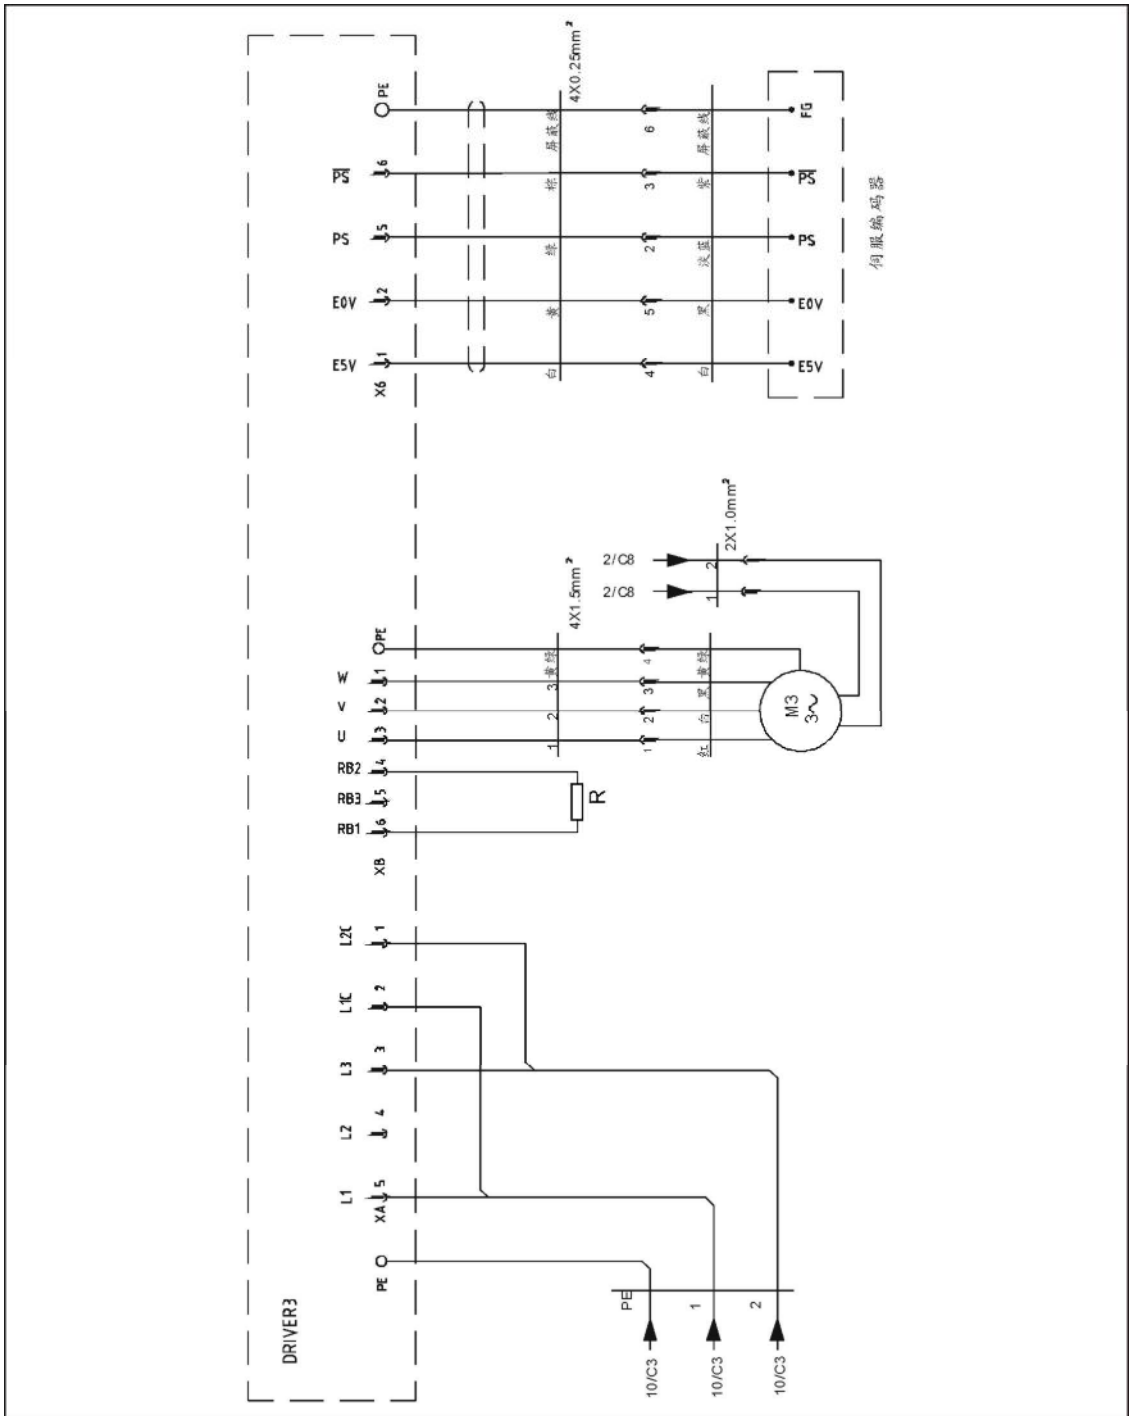 DRIVER3
PE
XA
L1
5
L2
4
L3
3
L1C
2
L2C
1
XB
RB1
6
RB3
5
RB2
4
U
3
V
2
W
1
PE
X6
E5V
1
E0V
2
PS
5
PS
6
PE
R
1
2
3
黄绿
4X1.5mm²
1
2
3
4
红
白
黑
黄绿
M3
3~
2/C8
2/C8
1
2
2X1.0mm²
白
黄
绿
棕
屏蔽线
4X0.25mm²
4
5
2
3
6
白
黑
淡蓝
紫
屏蔽线
E5V
E0V
PS
PS
FG
伺服编码器
PE
1
2
10/C3
10/C3
10/C3